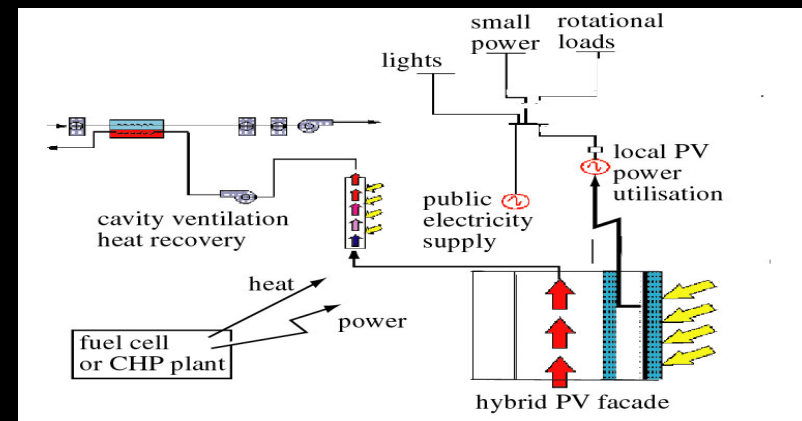 small
power
rotational
loads
lights
local PV
power
utilisation
public
electricity
supply
cavity ventilation
heat recovery
heat
power
fuel cell
or CHP plant
hybrid PV facade